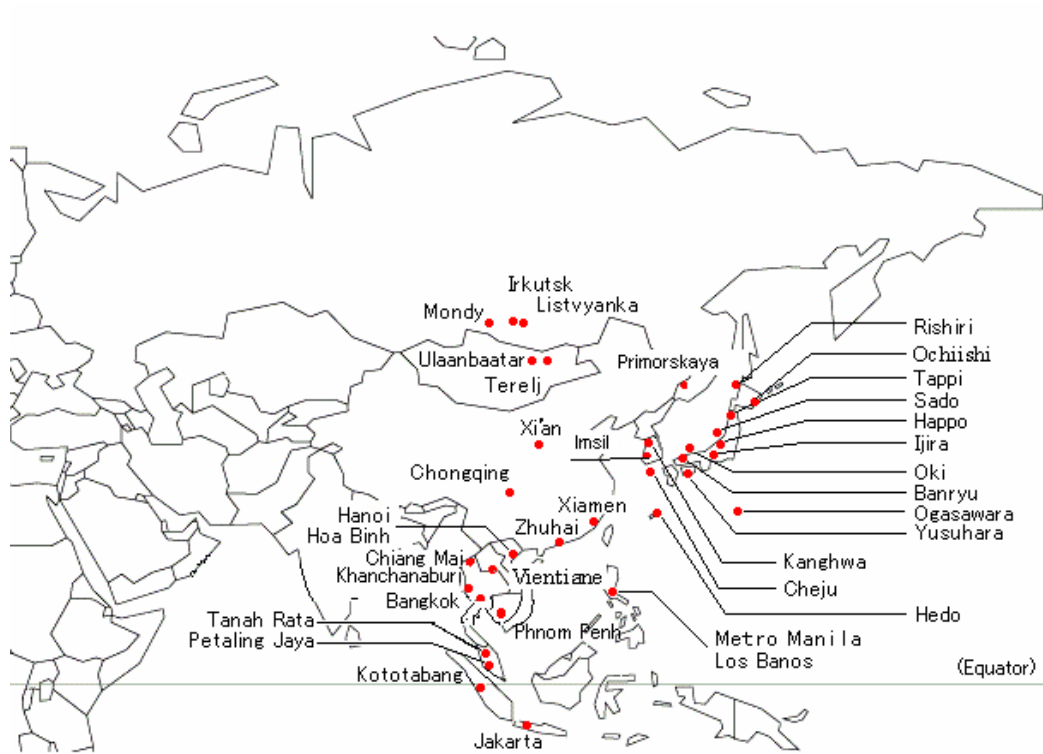 Irkutsk
Listvyanka
Mondy
Ulaanbaatar
Terelj
Primorskaya
Rishiri
Ochiishi
Tappi
Sado
Happo
Ijira
Oki
Banryu
Ogasawara
Yusuhara
Xi'an
Imsil
Chongqing
Xiamen
Hanoi
Zhuhai
Hoa Binh
Chiang Mai
Khanchanaburi
Vientiane
Bangkok
Kanghwa
Cheju
Hedo
Tanah Rata
Petaling Jaya
Phnom Penh
Metro Manila
Los Banos
Kototabang
(Equator)
Jakarta